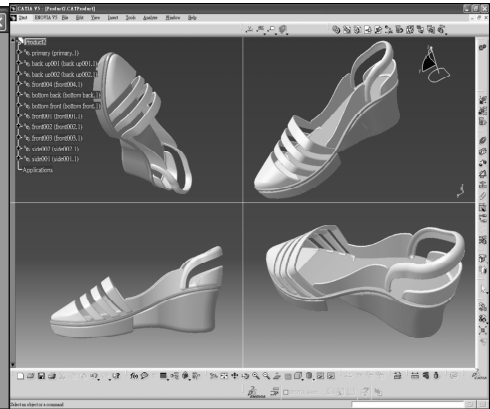 CATIA V5 - [Product2.CATProduct]
Start ENOVIA V5 File Edit View Insert Tools Analyze Window Help
Product2
primary (primary.1)
back up001 (back up001.1)
back up002 (back up002.1)
front004 (front004.1)
bottom back (bottom back.1)
bottom front (bottom front.1)
front001 (front001.1)
front002 (front002.1)
front003 (front003.1)
side002 (side002.1)
side001 (side001.1)
Applications
Select an object or a command